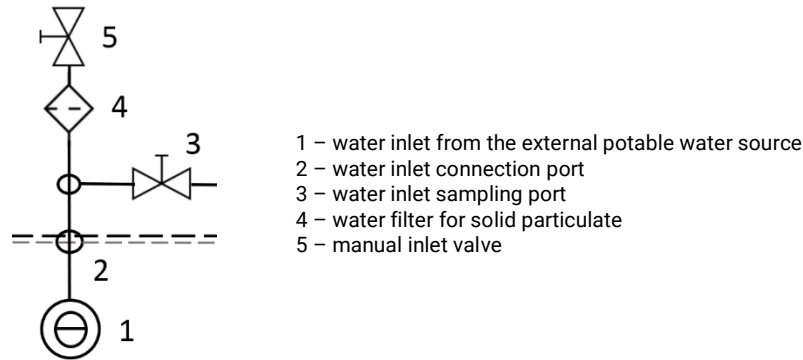 5
4
3
2
1
1 – water inlet from the external potable water source
2 – water inlet connection port
3 – water inlet sampling port
4 – water filter for solid particulate
5 – manual inlet valve